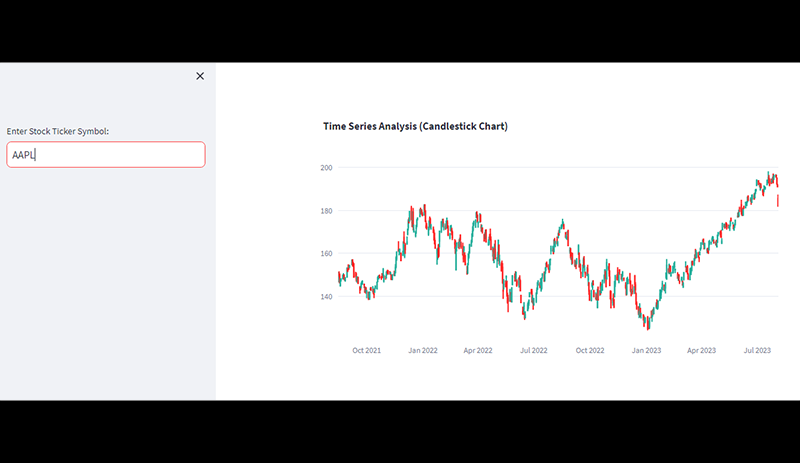 Enter Stock Ticker Symbol:
AAPL
Time Series Analysis (Candlestick Chart)
200
180
160
140
Oct 2021
Jan 2022
Apr 2022
Jul 2022
Oct 2022
Jan 2023
Apr 2023
Jul 2023